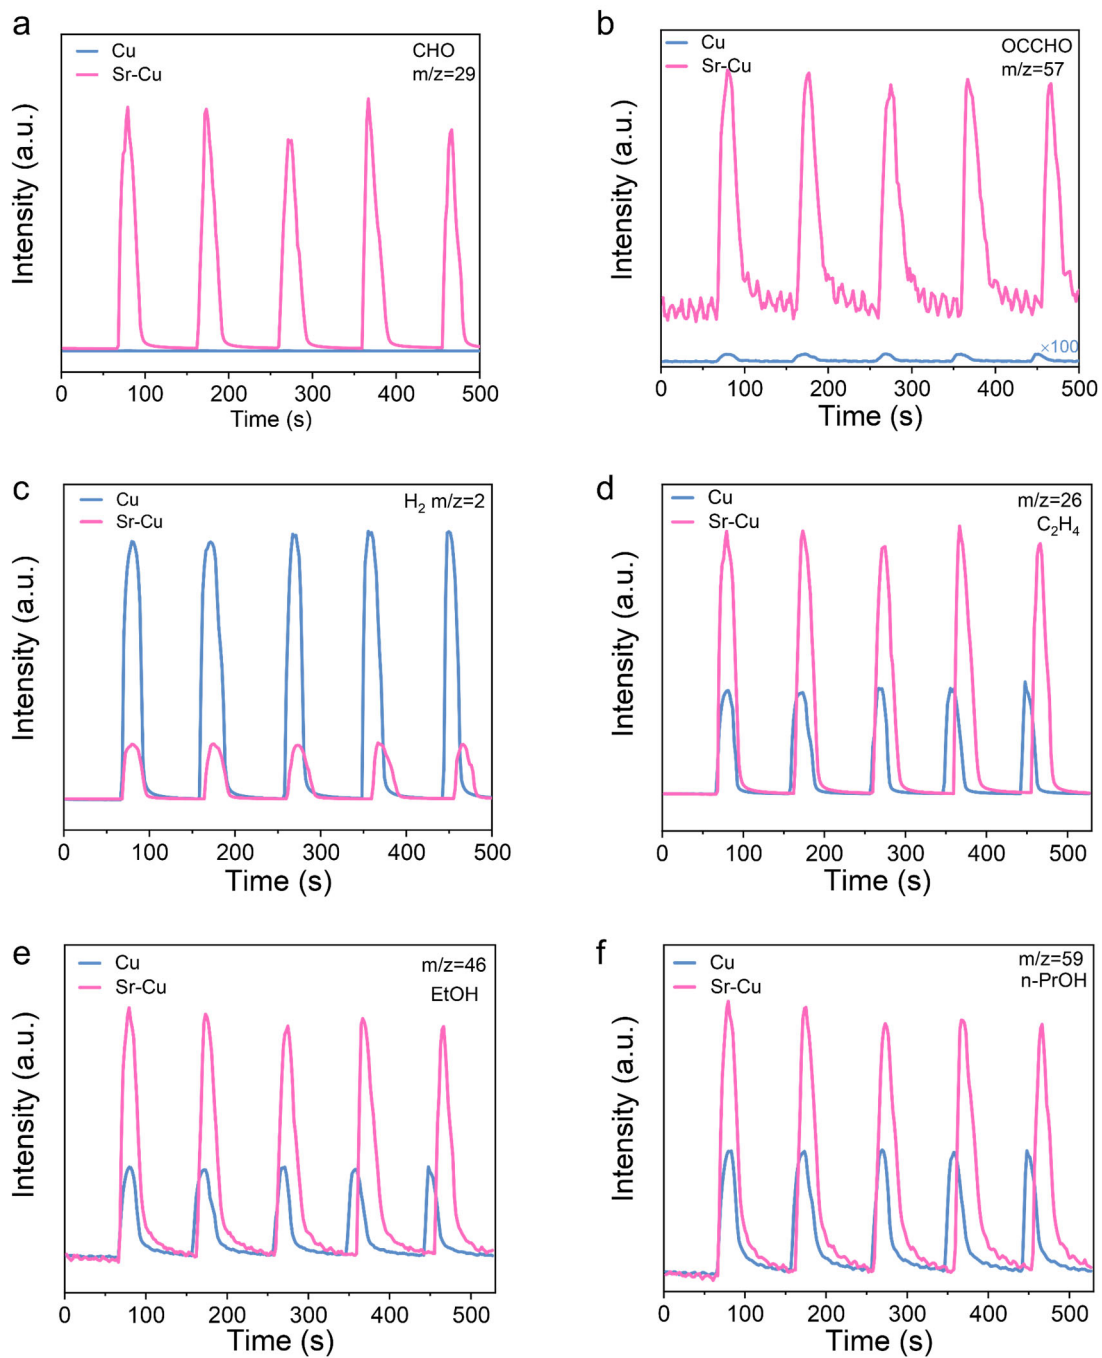 a
Cu
Sr-Cu
CHO
m/z=29
Intensity (a.u.)
0 100 200 300 400 500
Time (s)
b
Cu
Sr-Cu
OCCHO
m/z=57
×100
Intensity (a.u.)
0 100 200 300 400 500
Time (s)
c
Cu
Sr-Cu
H₂ m/z=2
Intensity (a.u.)
0 100 200 300 400 500
Time (s)
d
Cu
Sr-Cu
m/z=26
C₂H₄
Intensity (a.u.)
0 100 200 300 400 500
Time (s)
e
Cu
Sr-Cu
m/z=46
EtOH
Intensity (a.u.)
0 100 200 300 400 500
Time (s)
f
Cu
Sr-Cu
m/z=59
n-PrOH
Intensity (a.u.)
0 100 200 300 400 500
Time (s)